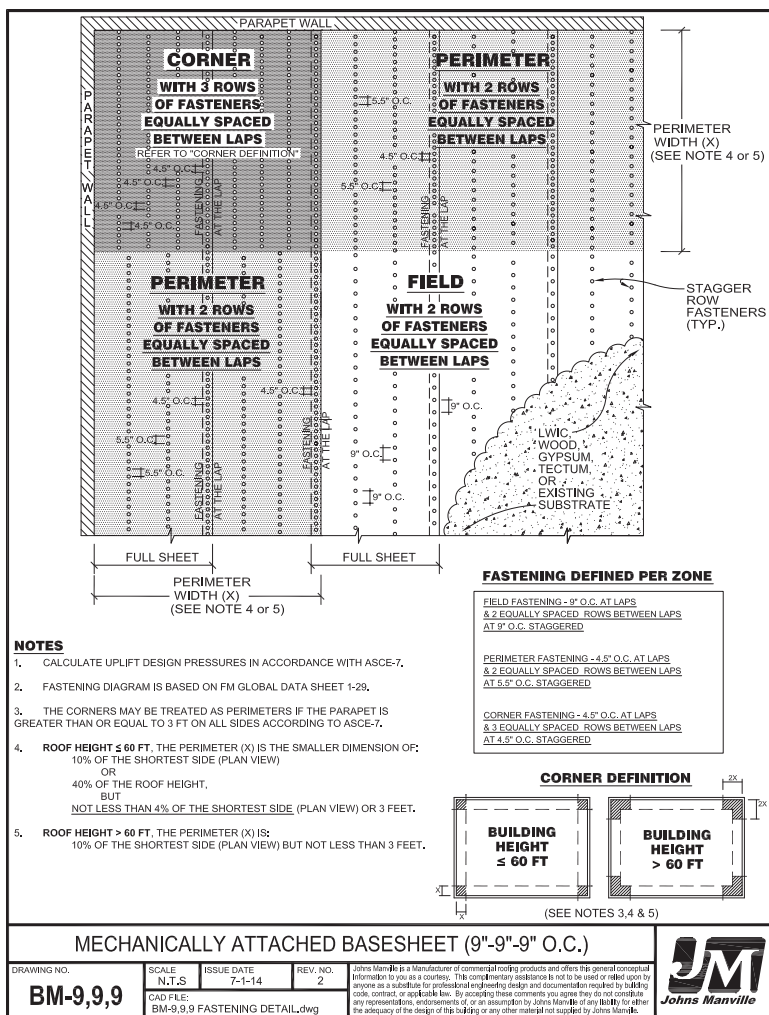 PARAPET WALL
PARAPET WALL
CORNER
WITH 3 ROWS
OF FASTENERS
EQUALLY SPACED
BETWEEN LAPS
REFER TO "CORNER DEFINITION"
4.5" O.C.
4.5" O.C.
4.5" O.C.
4.5" O.C.
FASTENING
AT THE LAP
PERIMETER
WITH 2 ROWS
OF FASTENERS
EQUALLY SPACED
BETWEEN LAPS
5.5" O.C.
4.5" O.C.
5.5" O.C.
FASTENING
AT THE LAP
PERIMETER
WIDTH (X)
(SEE NOTE 4 or 5)
PERIMETER
WITH 2 ROWS
OF FASTENERS
EQUALLY SPACED
BETWEEN LAPS
4.5" O.C.
4.5" O.C.
5.5" O.C.
5.5" O.C.
FASTENING
AT THE LAP
FASTENING
AT THE LAP
FIELD
WITH 2 ROWS
OF FASTENERS
EQUALLY SPACED
BETWEEN LAPS
9" O.C.
9" O.C.
9" O.C.
STAGGER
ROW
FASTENERS
(TYP.)
LWIC,
WOOD,
GYPSUM,
TECTUM,
OR
EXISTING
SUBSTRATE
FULL SHEET
FULL SHEET
PERIMETER
WIDTH (X)
(SEE NOTE 4 or 5)
FASTENING DEFINED PER ZONE
FIELD FASTENING - 9" O.C. AT LAPS
& 2 EQUALLY SPACED ROWS BETWEEN LAPS
AT 9" O.C. STAGGERED
PERIMETER FASTENING - 4.5" O.C. AT LAPS
& 2 EQUALLY SPACED ROWS BETWEEN LAPS
AT 5.5" O.C. STAGGERED
CORNER FASTENING - 4.5" O.C. AT LAPS
& 3 EQUALLY SPACED ROWS BETWEEN LAPS
AT 4.5" O.C. STAGGERED
NOTES
1. CALCULATE UPLIFT DESIGN PRESSURES IN ACCORDANCE WITH ASCE-7.
2. FASTENING DIAGRAM IS BASED ON FM GLOBAL DATA SHEET 1-29.
3. THE CORNERS MAY BE TREATED AS PERIMETERS IF THE PARAPET IS
GREATER THAN OR EQUAL TO 3 FT ON ALL SIDES ACCORDING TO ASCE-7.
4. ROOF HEIGHT ≤ 60 FT, THE PERIMETER (X) IS THE SMALLER DIMENSION OF:
10% OF THE SHORTEST SIDE (PLAN VIEW)
OR
40% OF THE ROOF HEIGHT,
BUT
NOT LESS THAN 4% OF THE SHORTEST SIDE (PLAN VIEW) OR 3 FEET.
5. ROOF HEIGHT > 60 FT, THE PERIMETER (X) IS:
10% OF THE SHORTEST SIDE (PLAN VIEW) BUT NOT LESS THAN 3 FEET.
CORNER DEFINITION
2X
2X
BUILDING
HEIGHT
≤ 60 FT
BUILDING
HEIGHT
> 60 FT
X
X
(SEE NOTES 3,4 & 5)
MECHANICALLY ATTACHED BASESHEET (9"-9"-9" O.C.)
DRAWING NO.
BM-9,9,9
SCALE
N.T.S
ISSUE DATE
7-1-14
REV. NO.
2
CAD FILE:
BM-9,9,9 FASTENING DETAIL.dwg
Johns Manville is a Manufacturer of commercial roofing products and offers this general conceptual
information to you as a courtesy. This complimentary assistance is not to be used or relied upon by
anyone as a substitute for professional engineering design and documentation required by building
code, contract, or applicable law. By accepting these comments you agree they do not constitute
any representations, endorsements of, or an assumption by Johns Manville of any liability for either
the adequacy of the design of this building or any other material not supplied by Johns Manville.
JM
Johns Manville